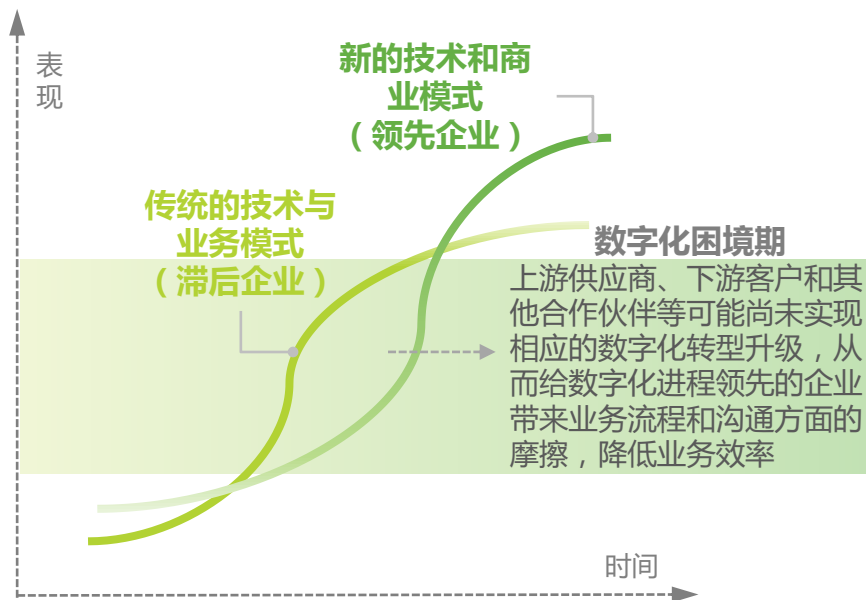 表
现
新的技术和商
业模式
（领先企业）
传统的技术与
业务模式
（滞后企业）
数字化困境期
上游供应商、下游客户和其
他合作伙伴等可能尚未实现
相应的数字化转型升级，从
而给数字化进程领先的企业
带来业务流程和沟通方面的
摩擦，降低业务效率
时间